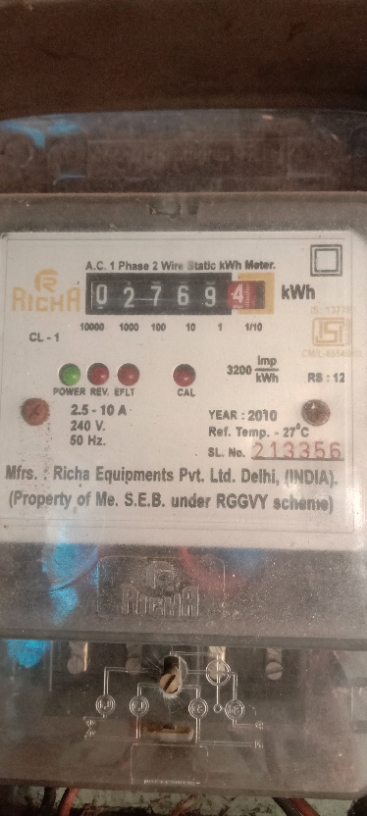 A.C. 1 Phase 2 Wire Static kWh Meter.
RICHA
0 2 7 6 9 4 kWh
10000 1000 100 10 1 1/10
CL - 1
3200 imp/kWh
RS : 12
POWER REV. EFLT CAL
2.5 - 10 A
240 V.
50 Hz.
YEAR : 2010
Ref. Temp. - 27°C
SL. No. 213356
Mfrs. : Richa Equipments Pvt. Ltd. Delhi, (INDIA).
(Property of Me. S.E.B. under RGGVY scheme)
RICHA